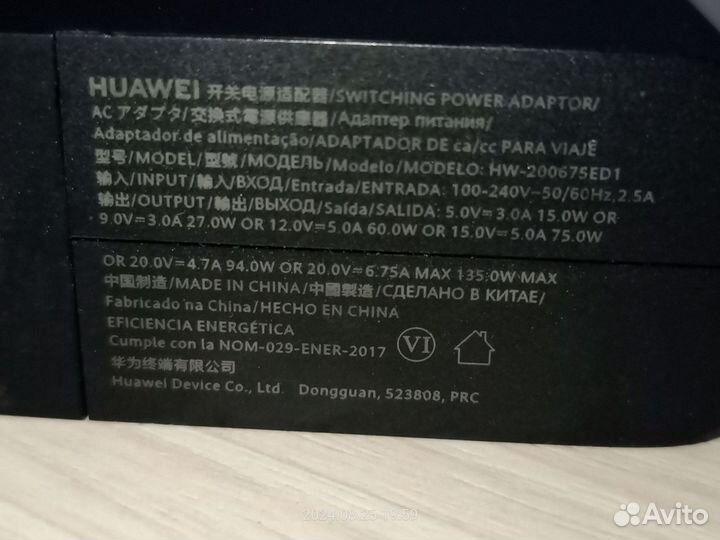 HUAWEI 开关电源适配器/SWITCHING POWER ADAPTOR/
AC アダプタ/交換式電源供應器/Адаптер питания/
Adaptador de alimentação/ADAPTADOR DE ca/cc PARA VIAJE
型号/MODEL/型號/МОДЕЛЬ/Modelo/MODELO: HW-200675ED1
输入/INPUT/輸入/ВХОД/Entrada/ENTRADA: 100-240V~50/60Hz, 2.5A
输出/OUTPUT/輸出/ВЫХОД/Saída/SALIDA: 5.0V⎓3.0A 15.0W OR
9.0V⎓3.0A 27.0W OR 12.0V⎓5.0A 60.0W OR 15.0V⎓5.0A 75.0W
OR 20.0V⎓4.7A 94.0W OR 20.0V⎓6.75A MAX 135.0W MAX
中国制造/MADE IN CHINA/中國製造/СДЕЛАНО В КИТАЕ/
Fabricado na China/HECHO EN CHINA
EFICIENCIA ENERGÉTICA
Cumple con la NOM-029-ENER-2017 VI
华为终端有限公司
Huawei Device Co., Ltd. Dongguan, 523808, PRC
Avito